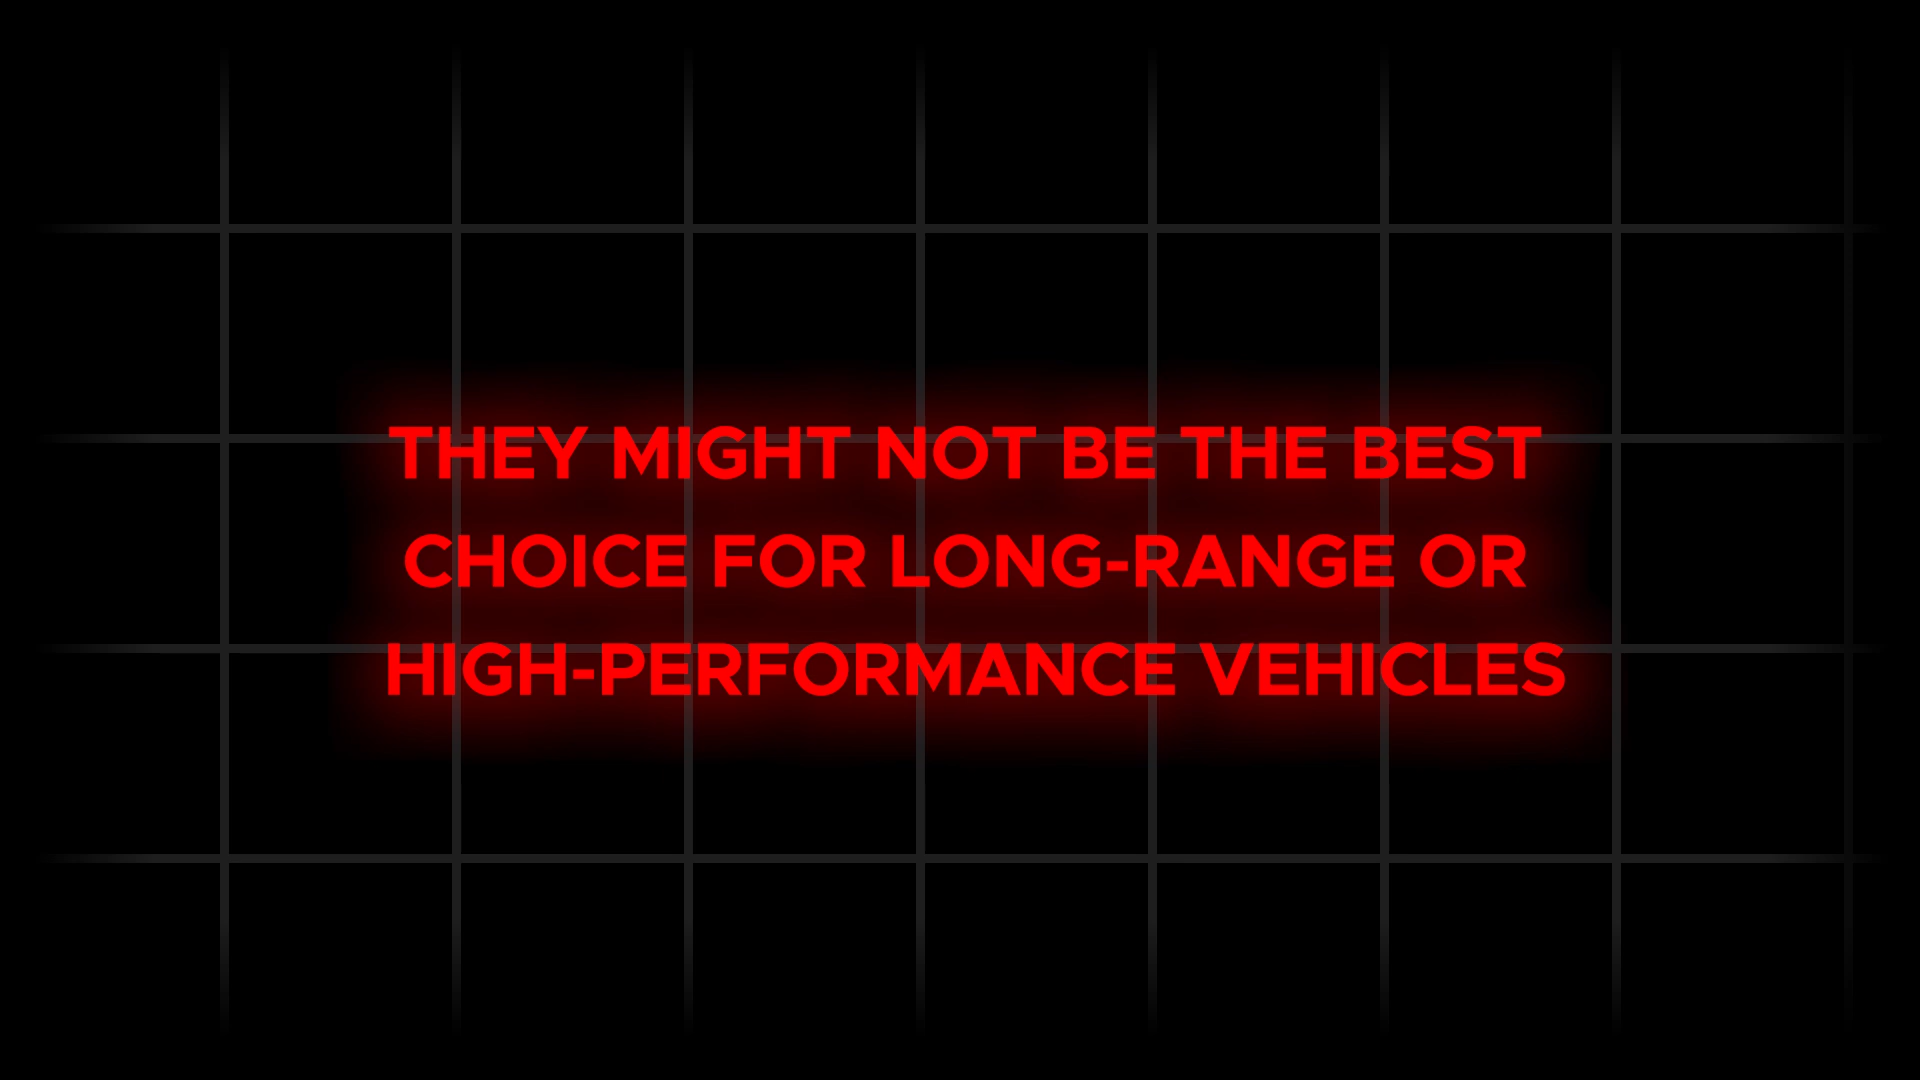 THEY MIGHT NOT BE THE BEST
CHOICE FOR LONG-RANGE OR
HIGH-PERFORMANCE VEHICLES